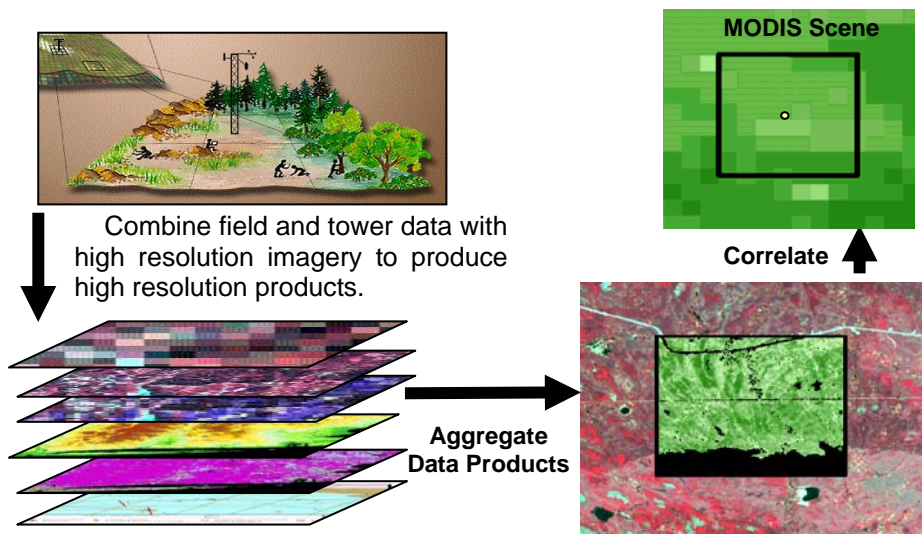 MODIS Scene
Combine field and tower data with
high resolution imagery to produce
high resolution products.
Correlate
Aggregate
Data Products